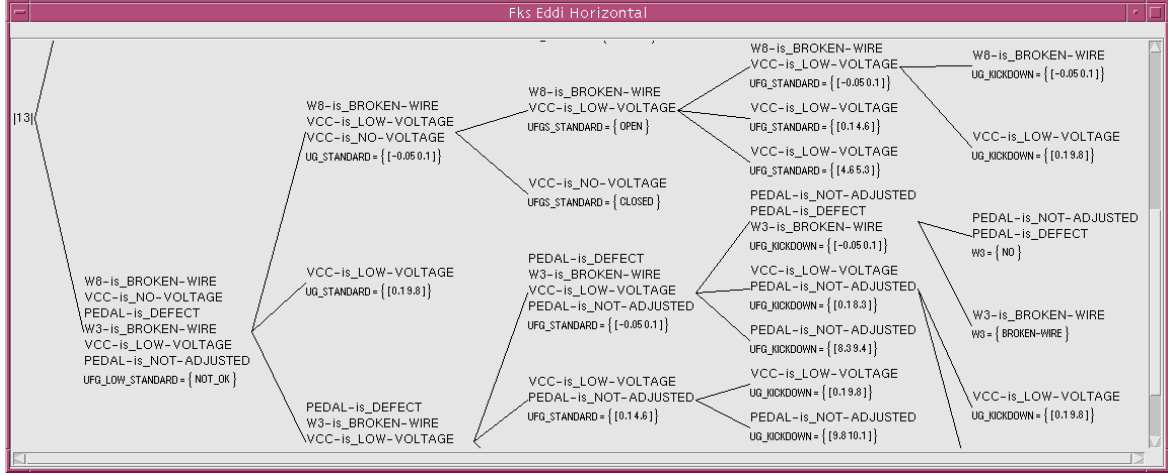 Fks Eddi Horizontal
|13|
W8-is_BROKEN-WIRE
VCC-is_NO-VOLTAGE
PEDAL-is_DEFECT
W3-is_BROKEN-WIRE
VCC-is_LOW-VOLTAGE
PEDAL-is_NOT-ADJUSTED
UFG_LOW_STANDARD = { NOT_OK }
W8-is_BROKEN-WIRE
VCC-is_LOW-VOLTAGE
VCC-is_NO-VOLTAGE
UG_STANDARD = { [-0.05 0.1] }
VCC-is_LOW-VOLTAGE
UG_STANDARD = { [0.1 9.8] }
PEDAL-is_DEFECT
W3-is_BROKEN-WIRE
VCC-is_LOW-VOLTAGE
W8-is_BROKEN-WIRE
VCC-is_LOW-VOLTAGE
UFGS_STANDARD = { OPEN }
VCC-is_NO-VOLTAGE
UFGS_STANDARD = { CLOSED }
PEDAL-is_DEFECT
W3-is_BROKEN-WIRE
VCC-is_LOW-VOLTAGE
PEDAL-is_NOT-ADJUSTED
UFG_STANDARD = { [-0.05 0.1] }
VCC-is_LOW-VOLTAGE
PEDAL-is_NOT-ADJUSTED
UFG_STANDARD = { [0.1 4.6] }
W8-is_BROKEN-WIRE
VCC-is_LOW-VOLTAGE
UFG_STANDARD = { [-0.05 0.1] }
VCC-is_LOW-VOLTAGE
UFG_STANDARD = { [0.1 4.6] }
VCC-is_LOW-VOLTAGE
UFG_STANDARD = { [4.6 5.3] }
PEDAL-is_NOT-ADJUSTED
PEDAL-is_DEFECT
W3-is_BROKEN-WIRE
UFG_KICKDOWN = { [-0.05 0.1] }
VCC-is_LOW-VOLTAGE
PEDAL-is_NOT-ADJUSTED
UFG_KICKDOWN = { [0.1 8.3] }
PEDAL-is_NOT-ADJUSTED
UFG_KICKDOWN = { [8.3 9.4] }
VCC-is_LOW-VOLTAGE
UG_KICKDOWN = { [0.1 9.8] }
PEDAL-is_NOT-ADJUSTED
UG_KICKDOWN = { [9.8 10.1] }
W8-is_BROKEN-WIRE
UG_KICKDOWN = { [-0.05 0.1] }
VCC-is_LOW-VOLTAGE
UG_KICKDOWN = { [0.1 9.8] }
PEDAL-is_NOT-ADJUSTED
PEDAL-is_DEFECT
W3 = { NO }
W3-is_BROKEN-WIRE
W3 = { BROKEN-WIRE }
VCC-is_LOW-VOLTAGE
UG_KICKDOWN = { [0.1 9.8] }